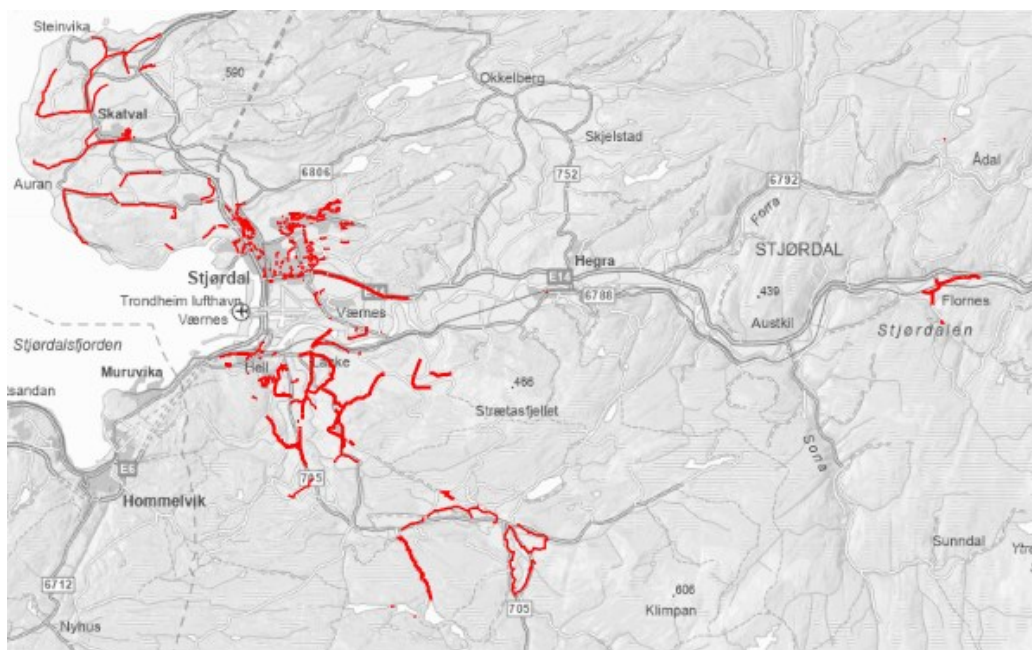 Steinvika
590
Okkelberg
Skatval
Skjelstad
Ådal
6806
752
6792
Auran
Forra
STJØRDAL
Stjørdal
Hegra
E14
6788
439
Flornes
Trondheim lufthavn
Værnes
Værnes
Austkil
Stjørdalen
Stjørdalsfjorden
Hell
Muruvika
466
Strætasfjellet
Sona
E6
Hommelvik
705
Sunndal
6712
606
Klimpan
705
Nyhus